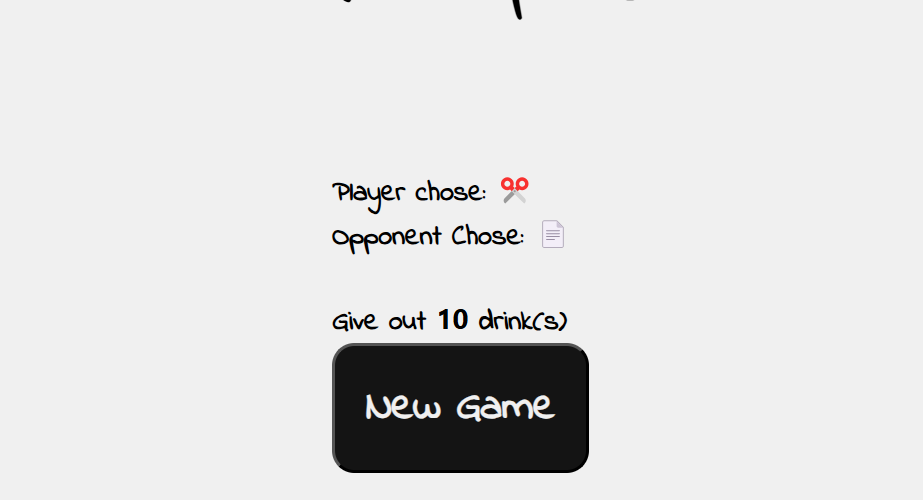 Player chose: ✂️
Opponent Chose: 📄
Give out 10 drink(s)
New Game